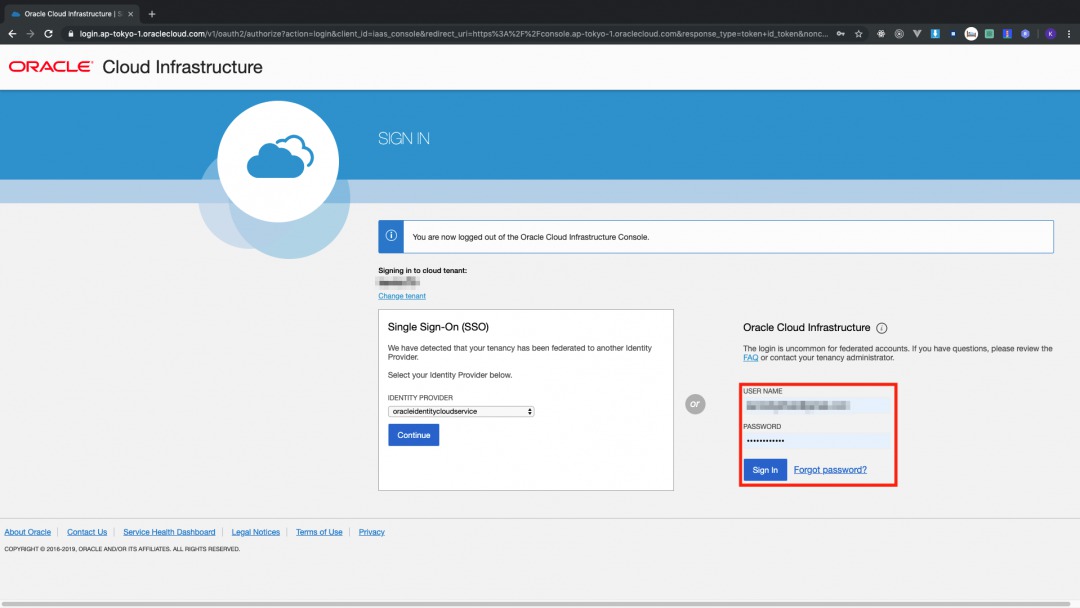 Oracle Cloud Infrastructure | S
login.ap-tokyo-1.oraclecloud.com/v1/oauth2/authorize?action=login&client_id=iaas_console&redirect_uri=https%3A%2F%2Fconsole.ap-tokyo-1.oraclecloud.com&response_type=token+id_token&nonc...
ORACLE Cloud Infrastructure
SIGN IN
You are now logged out of the Oracle Cloud Infrastructure Console.
Signing in to cloud tenant:
Change tenant
Single Sign-On (SSO)
We have detected that your tenancy has been federated to another Identity
Provider.
Select your Identity Provider below.
IDENTITY PROVIDER
oracleidentitycloudservice
Continue
or
Oracle Cloud Infrastructure
The login is uncommon for federated accounts. If you have questions, please review the
FAQ or contact your tenancy administrator.
USER NAME
PASSWORD
••••••••••••
Sign In Forgot password?
About Oracle Contact Us Service Health Dashboard Legal Notices Terms of Use Privacy
COPYRIGHT © 2016-2019, ORACLE AND/OR ITS AFFILIATES. ALL RIGHTS RESERVED.